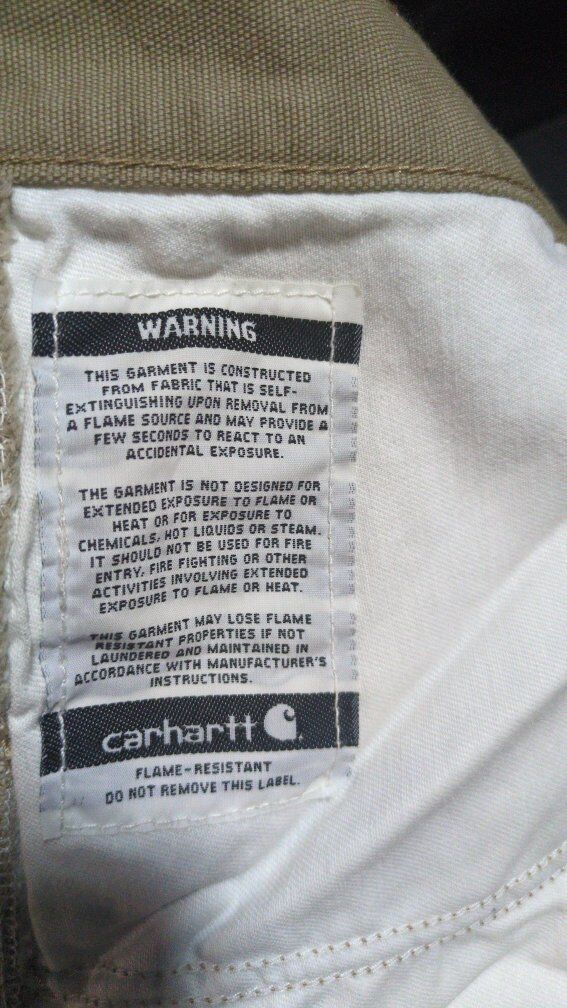 WARNING
THIS GARMENT IS CONSTRUCTED
FROM FABRIC THAT IS SELF-
EXTINGUISHING UPON REMOVAL FROM
A FLAME SOURCE AND MAY PROVIDE A
FEW SECONDS TO REACT TO AN
ACCIDENTAL EXPOSURE.
THE GARMENT IS NOT DESIGNED FOR
EXTENDED EXPOSURE TO FLAME OR
HEAT OR FOR EXPOSURE TO
CHEMICALS, HOT LIQUIDS OR STEAM.
IT SHOULD NOT BE USED FOR FIRE
ENTRY, FIRE FIGHTING OR OTHER
ACTIVITIES INVOLVING EXTENDED
EXPOSURE TO FLAME OR HEAT.
THIS GARMENT MAY LOSE FLAME
RESISTANT PROPERTIES IF NOT
LAUNDERED AND MAINTAINED IN
ACCORDANCE WITH MANUFACTURER'S
INSTRUCTIONS.
carhartt
FLAME-RESISTANT
DO NOT REMOVE THIS LABEL.